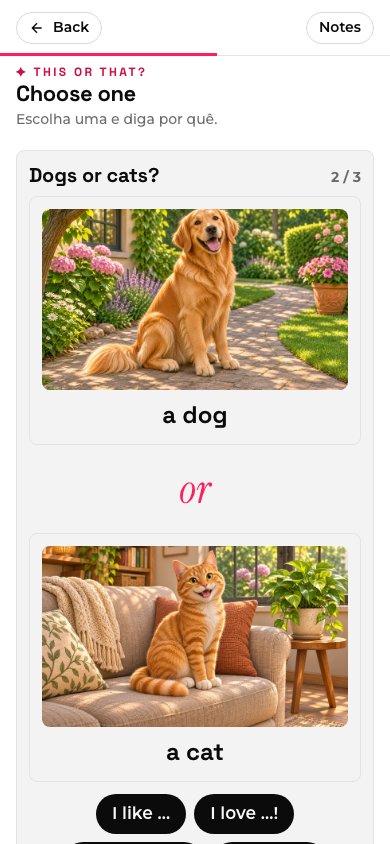 Back
Notes
THIS OR THAT?
Choose one
Escolha uma e diga por quê.
Dogs or cats?
2 / 3
a dog
or
a cat
I like ...
I love ...!